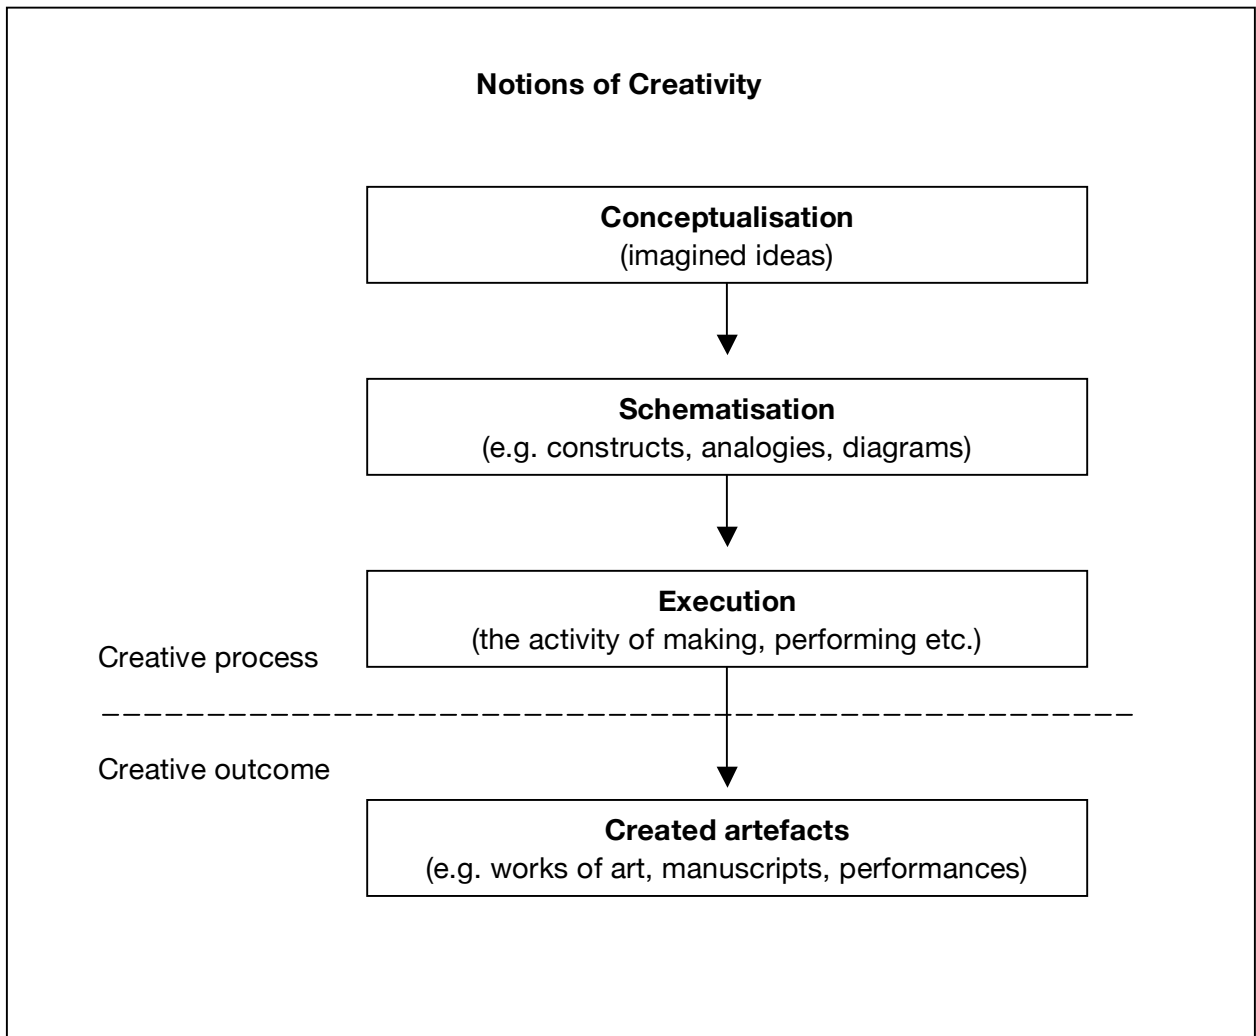 Notions of Creativity
Conceptualisation
(imagined ideas)
Schematisation
(e.g. constructs, analogies, diagrams)
Execution
(the activity of making, performing etc.)
Creative process
Creative outcome
Created artefacts
(e.g. works of art, manuscripts, performances)